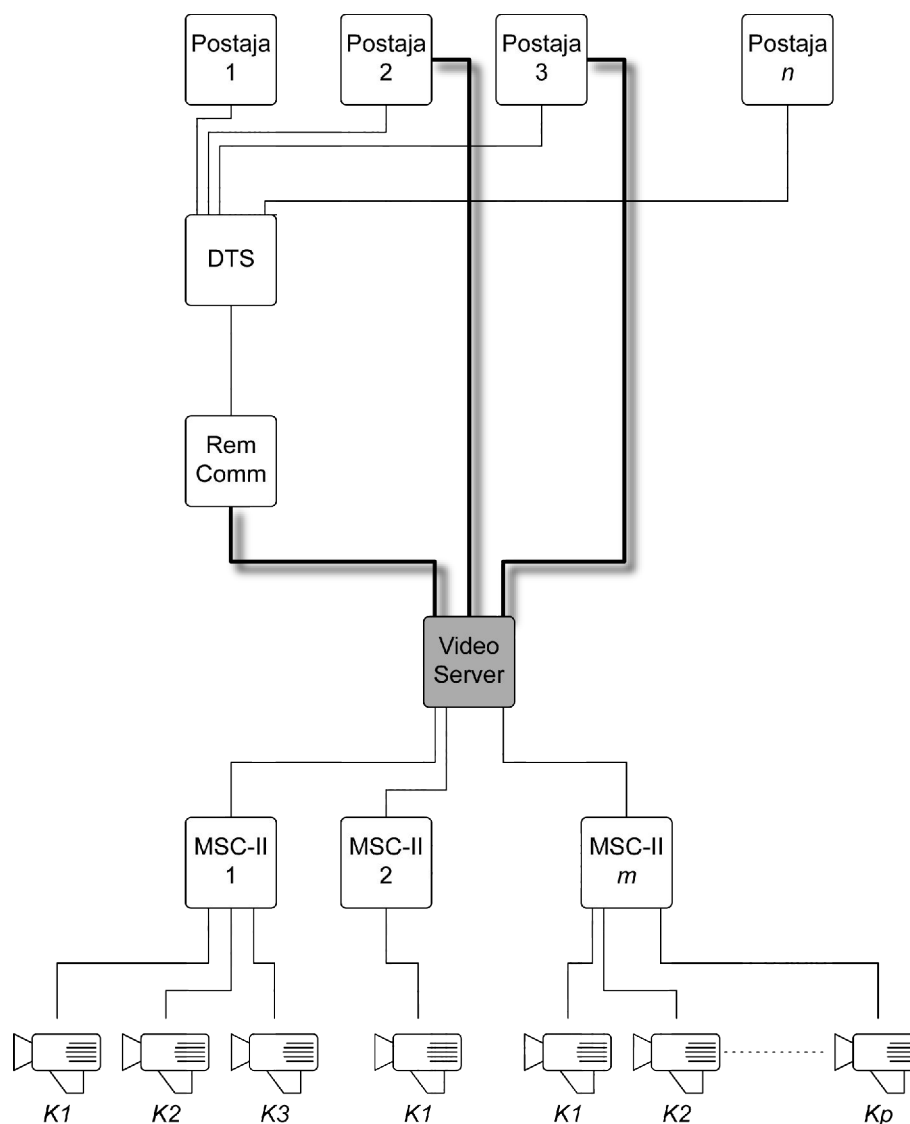 Postaja
1
Postaja
2
Postaja
3
Postaja
n
DTS
Rem
Comm
Video
Server
MSC-II
1
MSC-II
2
MSC-II
m
K1
K2
K3
K1
K1
K2
Kp